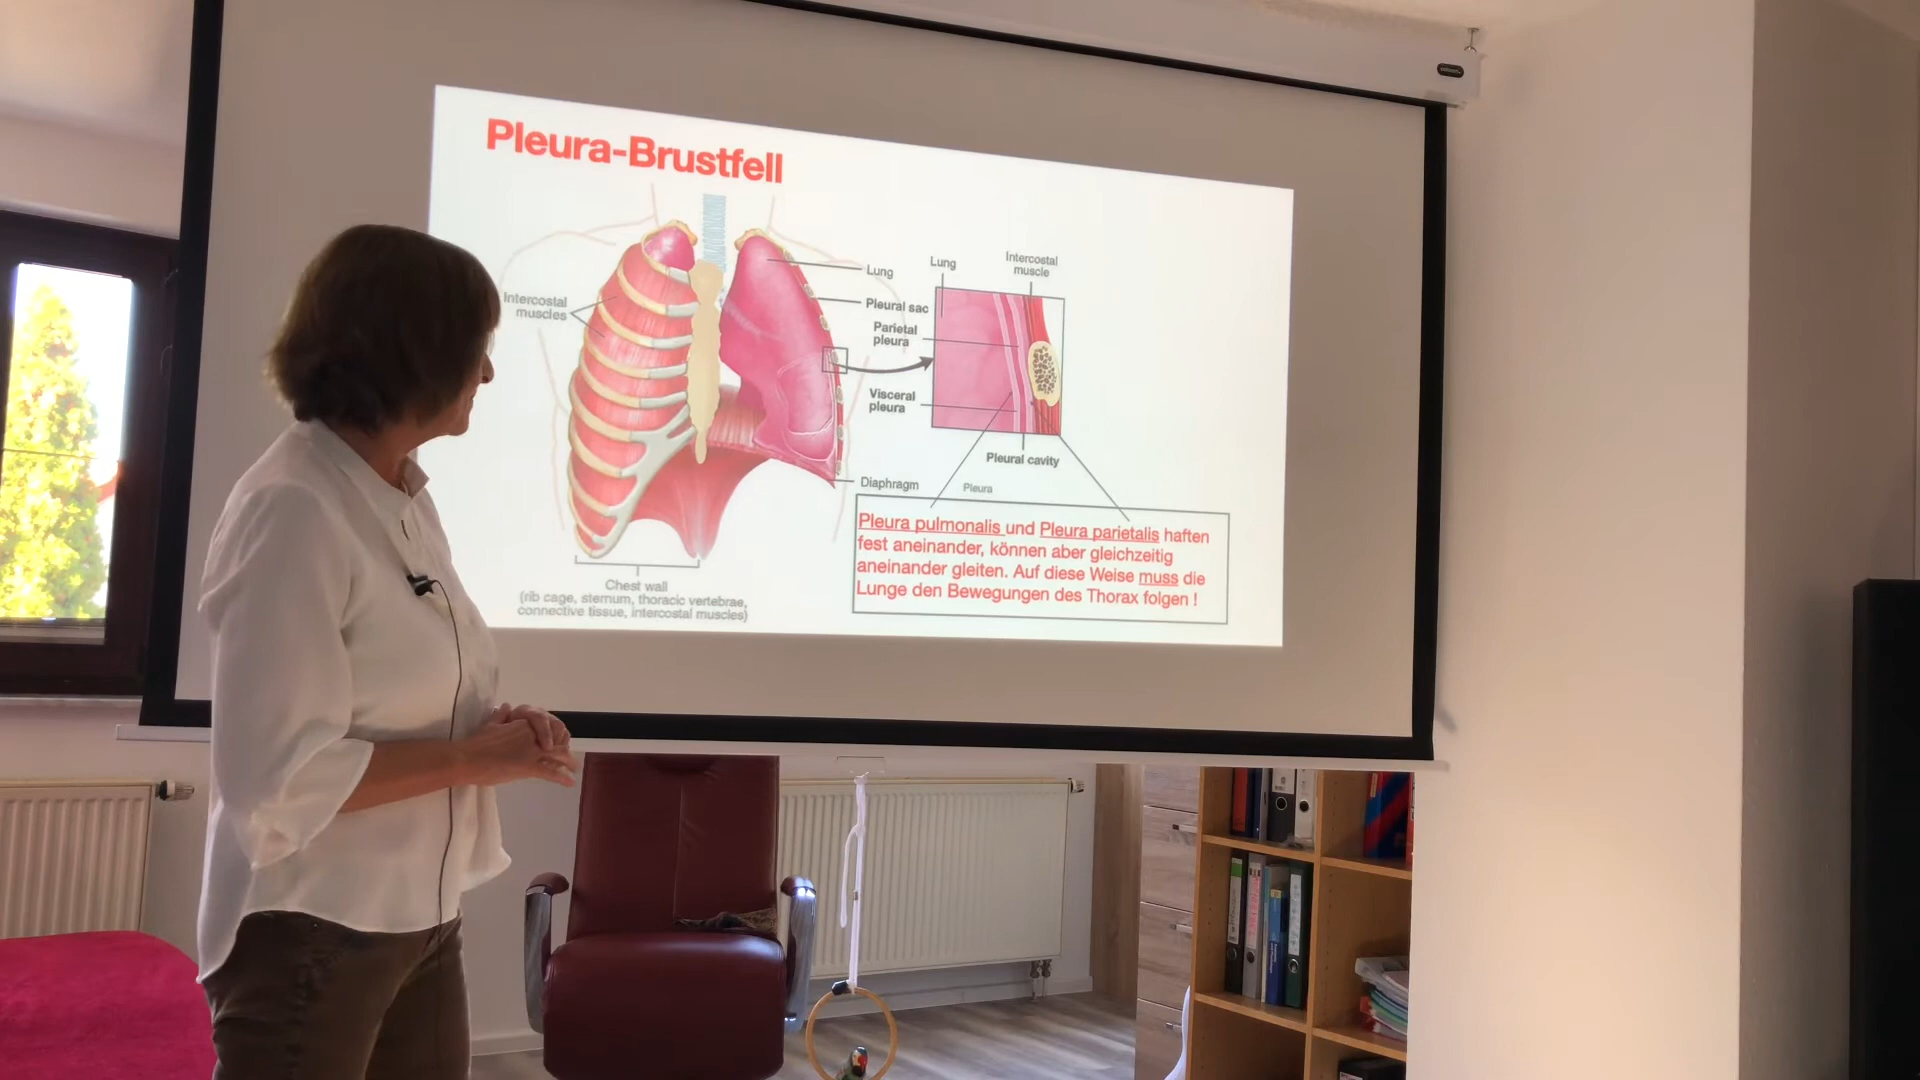 Pleura-Brustfell
Intercostal
muscles
Lung
Pleural sac
Parietal
pleura
Visceral
pleura
Diaphragm
Lung
Intercostal
muscle
Pleural cavity
Pleura
Chest wall
(rib cage, sternum, thoracic vertebrae,
connective tissue, intercostal muscles)
Pleura pulmonalis und Pleura parietalis haften
fest aneinander, können aber gleichzeitig
aneinander gleiten. Auf diese Weise muss die
Lunge den Bewegungen des Thorax folgen !